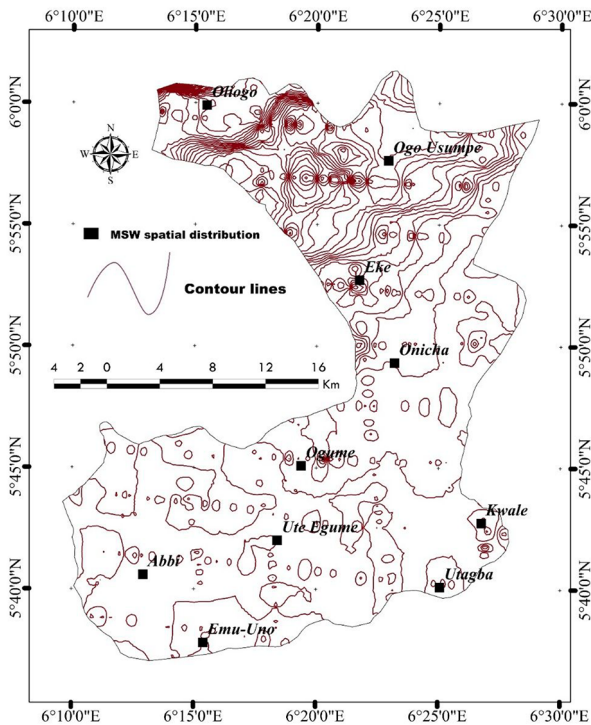 6°10'0"E 6°15'0"E 6°20'0"E 6°25'0"E 6°30'0"E
6°0'0"N
6°0'0"N
Oliogo
N
W E
S
Ogo Usumpe
5°55'0"N
5°55'0"N
MSW spatial distribution
Eke
Contour lines
5°50'0"N
5°50'0"N
Onicha
4 2 0 4 8 12 16
Km
Ogume
5°45'0"N
5°45'0"N
Kwale
Ute Egume
Abbi
Utagba
5°40'0"N
5°40'0"N
Emu-Uno
6°10'0"E 6°15'0"E 6°20'0"E 6°25'0"E 6°30'0"E